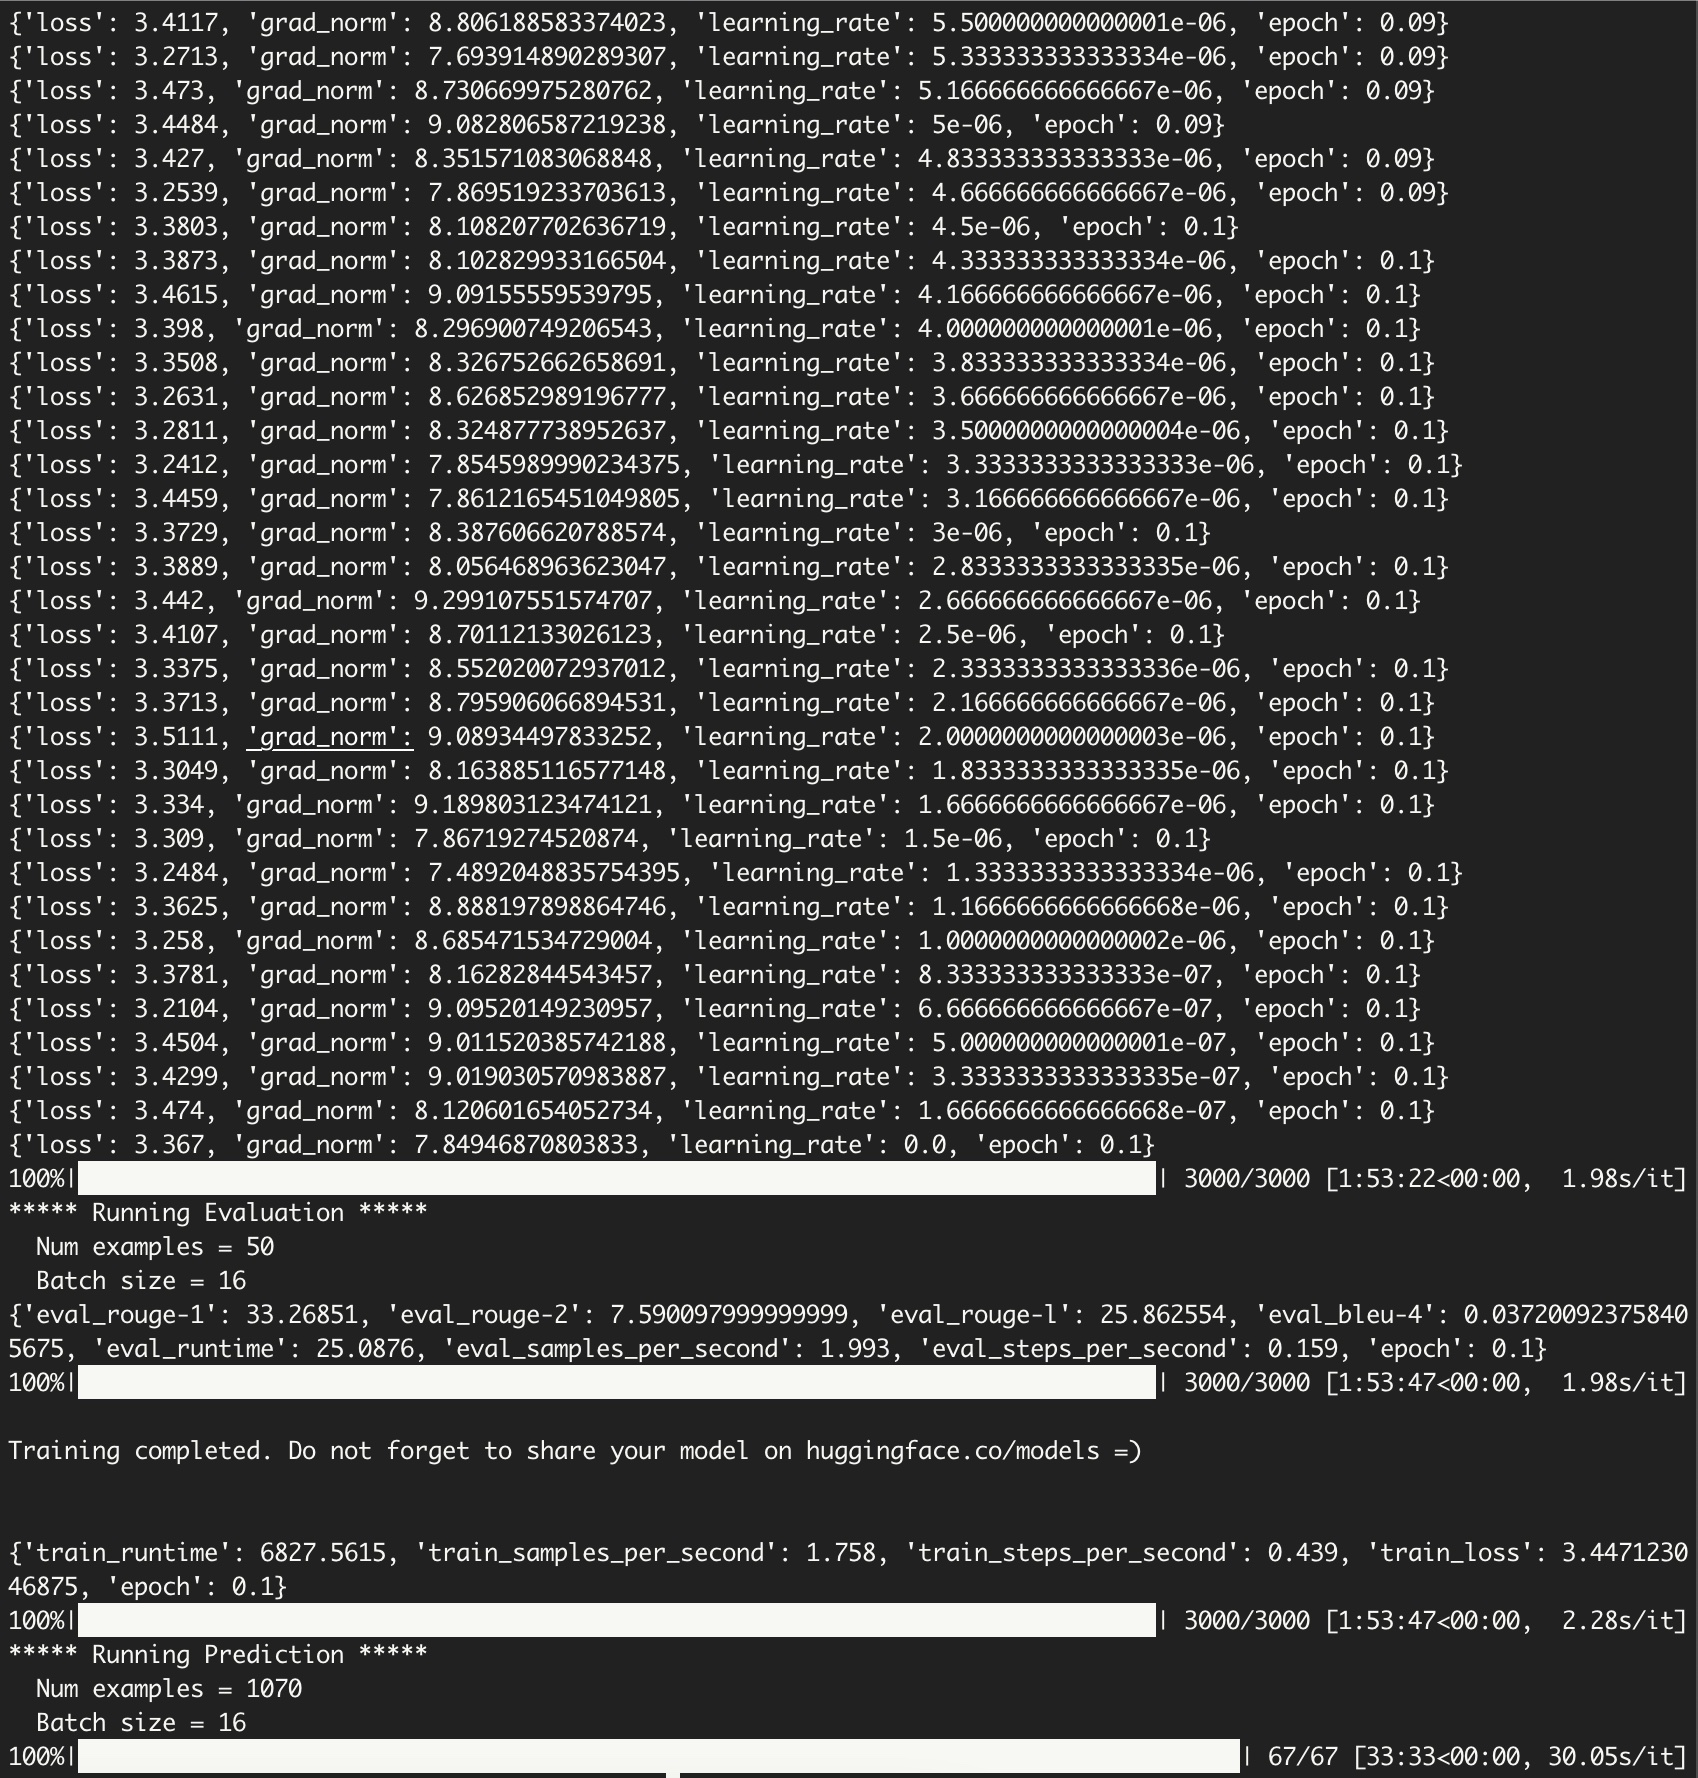 {'loss': 3.4117, 'grad_norm': 8.806188583374023, 'learning_rate': 5.500000000000001e-06, 'epoch': 0.09}
{'loss': 3.2713, 'grad_norm': 7.693914890289307, 'learning_rate': 5.333333333333334e-06, 'epoch': 0.09}
{'loss': 3.473, 'grad_norm': 8.730669975280762, 'learning_rate': 5.166666666666667e-06, 'epoch': 0.09}
{'loss': 3.4484, 'grad_norm': 9.082806587219238, 'learning_rate': 5e-06, 'epoch': 0.09}
{'loss': 3.427, 'grad_norm': 8.351571083068848, 'learning_rate': 4.833333333333333e-06, 'epoch': 0.09}
{'loss': 3.2539, 'grad_norm': 7.869519233703613, 'learning_rate': 4.666666666666667e-06, 'epoch': 0.09}
{'loss': 3.3803, 'grad_norm': 8.108207702636719, 'learning_rate': 4.5e-06, 'epoch': 0.1}
{'loss': 3.3873, 'grad_norm': 8.102829933166504, 'learning_rate': 4.333333333333334e-06, 'epoch': 0.1}
{'loss': 3.4615, 'grad_norm': 9.09155559539795, 'learning_rate': 4.166666666666667e-06, 'epoch': 0.1}
{'loss': 3.398, 'grad_norm': 8.296900749206543, 'learning_rate': 4.000000000000001e-06, 'epoch': 0.1}
{'loss': 3.3508, 'grad_norm': 8.326752662658691, 'learning_rate': 3.833333333333334e-06, 'epoch': 0.1}
{'loss': 3.2631, 'grad_norm': 8.626852989196777, 'learning_rate': 3.666666666666667e-06, 'epoch': 0.1}
{'loss': 3.2811, 'grad_norm': 8.324877738952637, 'learning_rate': 3.5000000000000004e-06, 'epoch': 0.1}
{'loss': 3.2412, 'grad_norm': 7.8545989990234375, 'learning_rate': 3.3333333333333333e-06, 'epoch': 0.1}
{'loss': 3.4459, 'grad_norm': 7.8612165451049805, 'learning_rate': 3.166666666666667e-06, 'epoch': 0.1}
{'loss': 3.3729, 'grad_norm': 8.387606620788574, 'learning_rate': 3e-06, 'epoch': 0.1}
{'loss': 3.3889, 'grad_norm': 8.056468963623047, 'learning_rate': 2.8333333333333335e-06, 'epoch': 0.1}
{'loss': 3.442, 'grad_norm': 9.299107551574707, 'learning_rate': 2.666666666666667e-06, 'epoch': 0.1}
{'loss': 3.4107, 'grad_norm': 8.70112133026123, 'learning_rate': 2.5e-06, 'epoch': 0.1}
{'loss': 3.3375, 'grad_norm': 8.552020072937012, 'learning_rate': 2.3333333333333336e-06, 'epoch': 0.1}
{'loss': 3.3713, 'grad_norm': 8.795906066894531, 'learning_rate': 2.166666666666667e-06, 'epoch': 0.1}
{'loss': 3.5111, 'grad_norm': 9.08934497833252, 'learning_rate': 2.0000000000000003e-06, 'epoch': 0.1}
{'loss': 3.3049, 'grad_norm': 8.163885116577148, 'learning_rate': 1.8333333333333335e-06, 'epoch': 0.1}
{'loss': 3.334, 'grad_norm': 9.189803123474121, 'learning_rate': 1.6666666666666667e-06, 'epoch': 0.1}
{'loss': 3.309, 'grad_norm': 7.86719274520874, 'learning_rate': 1.5e-06, 'epoch': 0.1}
{'loss': 3.2484, 'grad_norm': 7.4892048835754395, 'learning_rate': 1.3333333333333334e-06, 'epoch': 0.1}
{'loss': 3.3625, 'grad_norm': 8.888197898864746, 'learning_rate': 1.1666666666666668e-06, 'epoch': 0.1}
{'loss': 3.258, 'grad_norm': 8.685471534729004, 'learning_rate': 1.0000000000000002e-06, 'epoch': 0.1}
{'loss': 3.3781, 'grad_norm': 8.16282844543457, 'learning_rate': 8.333333333333333e-07, 'epoch': 0.1}
{'loss': 3.2104, 'grad_norm': 9.09520149230957, 'learning_rate': 6.666666666666667e-07, 'epoch': 0.1}
{'loss': 3.4504, 'grad_norm': 9.011520385742188, 'learning_rate': 5.000000000000001e-07, 'epoch': 0.1}
{'loss': 3.4299, 'grad_norm': 9.019030570983887, 'learning_rate': 3.3333333333333335e-07, 'epoch': 0.1}
{'loss': 3.474, 'grad_norm': 8.120601654052734, 'learning_rate': 1.6666666666666668e-07, 'epoch': 0.1}
{'loss': 3.367, 'grad_norm': 7.84946870803833, 'learning_rate': 0.0, 'epoch': 0.1}
100%| | 3000/3000 [1:53:22<00:00,  1.98s/it]
***** Running Evaluation *****
  Num examples = 50
  Batch size = 16
{'eval_rouge-1': 33.26851, 'eval_rouge-2': 7.590097999999999, 'eval_rouge-l': 25.862554, 'eval_bleu-4': 0.03720092375840
5675, 'eval_runtime': 25.0876, 'eval_samples_per_second': 1.993, 'eval_steps_per_second': 0.159, 'epoch': 0.1}
100%| | 3000/3000 [1:53:47<00:00,  1.98s/it]
Training completed. Do not forget to share your model on huggingface.co/models =)
{'train_runtime': 6827.5615, 'train_samples_per_second': 1.758, 'train_steps_per_second': 0.439, 'train_loss': 3.4471230
46875, 'epoch': 0.1}
100%| | 3000/3000 [1:53:47<00:00,  2.28s/it]
***** Running Prediction *****
  Num examples = 1070
  Batch size = 16
100%| | 67/67 [33:33<00:00, 30.05s/it]